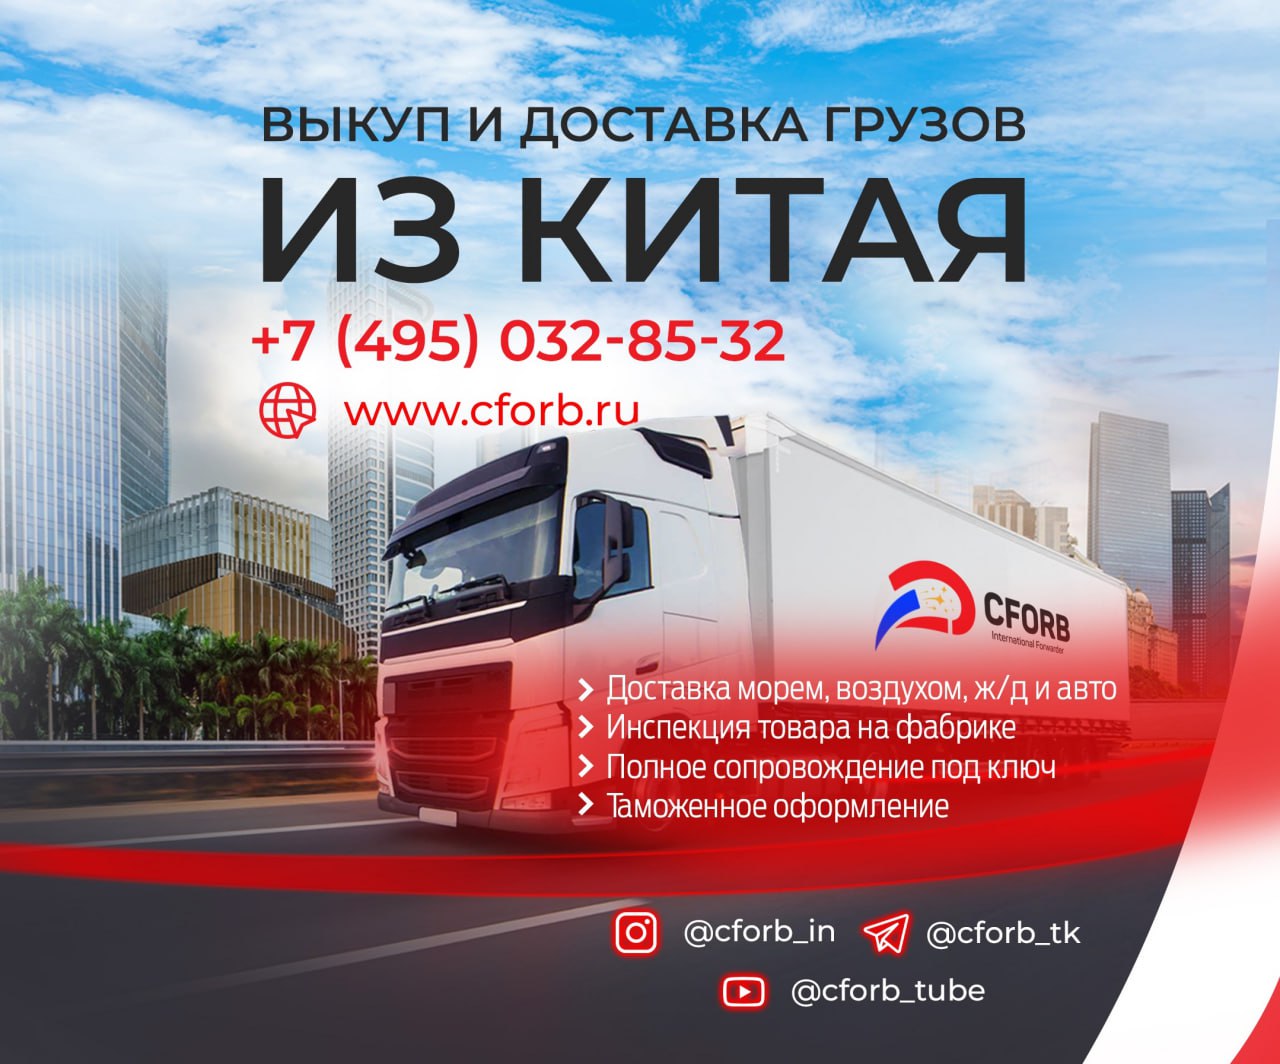 ВЫКУП И ДОСТАВКА ГРУЗОВ
ИЗ КИТАЯ
+7 (495) 032-85-32
www.cforb.ru
CFORB
International Forwarder
Доставка морем, воздухом, ж/д и авто
Инспекция товара на фабрике
Полное сопровождение под ключ
Таможенное оформление
@cforb_in @cforb_tk
@cforb_tube